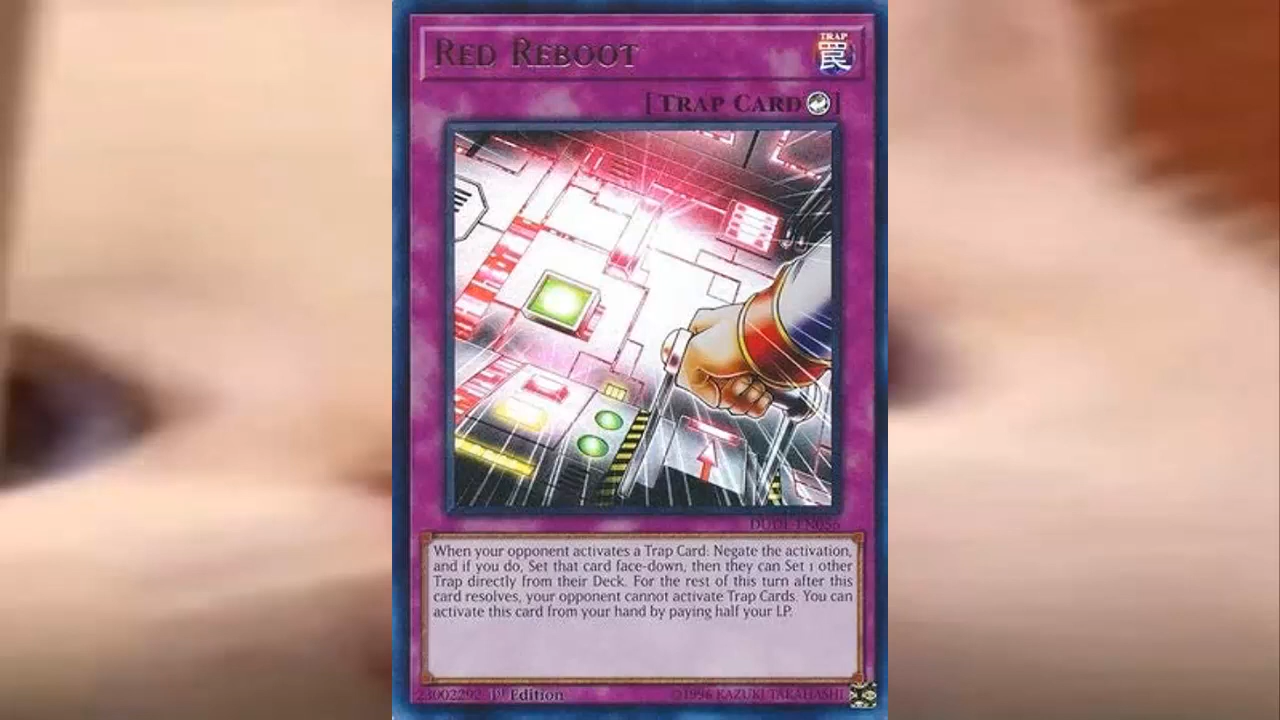 RED REBOOT
TRAP
罠
[TRAP CARD]
When your opponent activates a Trap Card: Negate the activation,
and if you do, Set that card face-down, then they can Set 1 other
Trap directly from their Deck. For the rest of this turn after this
card resolves, your opponent cannot activate Trap Cards. You can
activate this card from your hand by paying half your LP.
23002292 1st Edition ©1996 KAZUKI TAKAHASHI